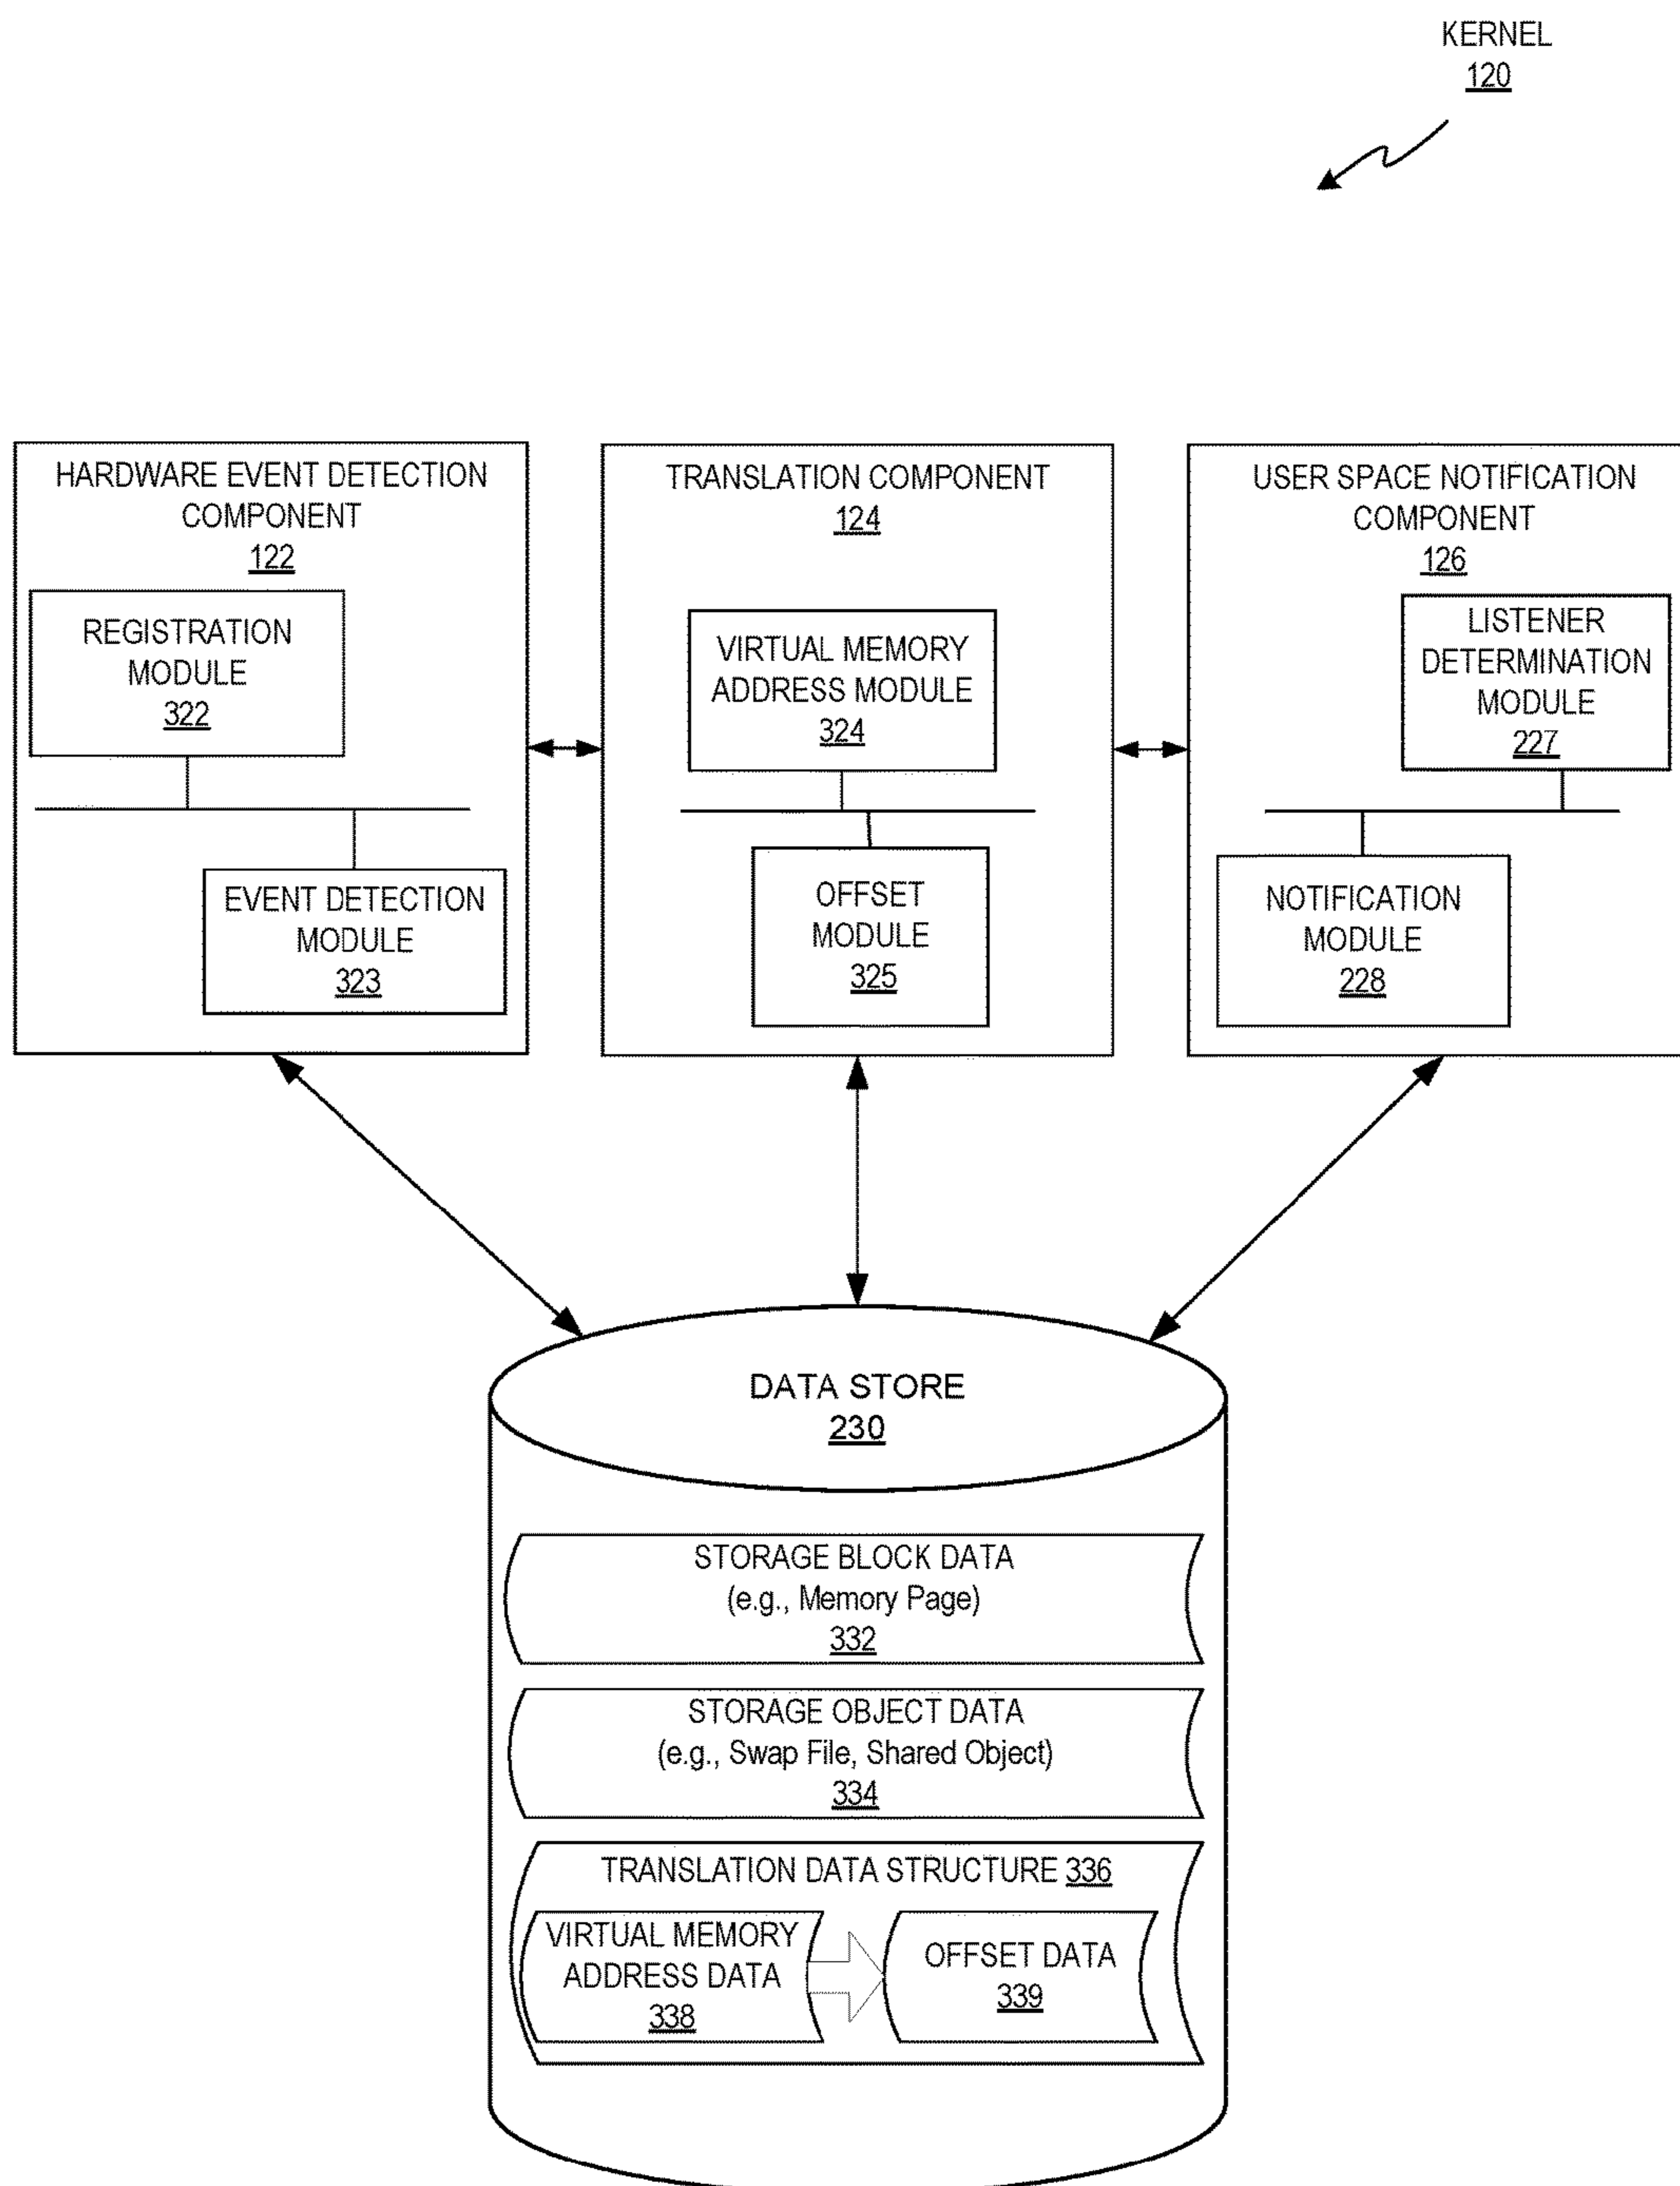 KERNEL
120
HARDWARE EVENT DETECTION
COMPONENT
122
REGISTRATION
MODULE
322
EVENT DETECTION
MODULE
323
TRANSLATION COMPONENT
124
VIRTUAL MEMORY
ADDRESS MODULE
324
OFFSET
MODULE
325
USER SPACE NOTIFICATION
COMPONENT
126
LISTENER
DETERMINATION
MODULE
227
NOTIFICATION
MODULE
228
DATA STORE
230
STORAGE BLOCK DATA
(e.g., Memory Page)
332
STORAGE OBJECT DATA
(e.g., Swap File, Shared Object)
334
TRANSLATION DATA STRUCTURE 336
VIRTUAL MEMORY
ADDRESS DATA
338
OFFSET DATA
339